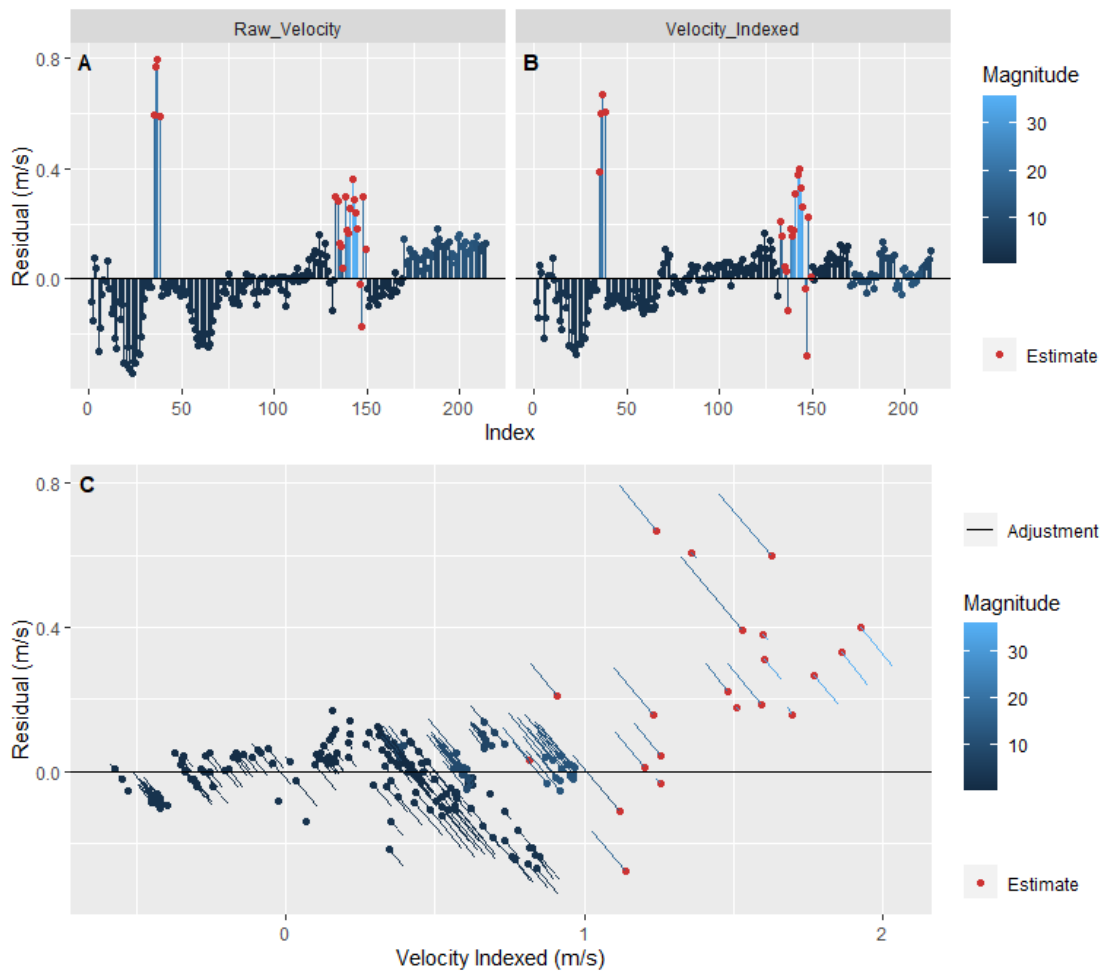 Raw_Velocity
Velocity_Indexed
A
B
0.8
0.4
0.0
Residual (m/s)
0
50
100
150
200
0
50
100
150
200
Index
Magnitude
30
20
10
Estimate
C
0.8
0.4
0.0
Residual (m/s)
0
1
2
Velocity Indexed (m/s)
Adjustment
Magnitude
30
20
10
Estimate